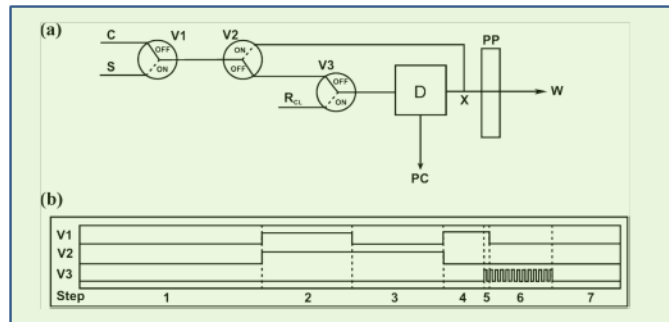 (a)
C V1 V2 PP
OFF ON
S ON OFF V3
OFF
R_CL ON D X W
PC
(b)
V1
V2
V3
Step 1 2 3 4 5 6 7